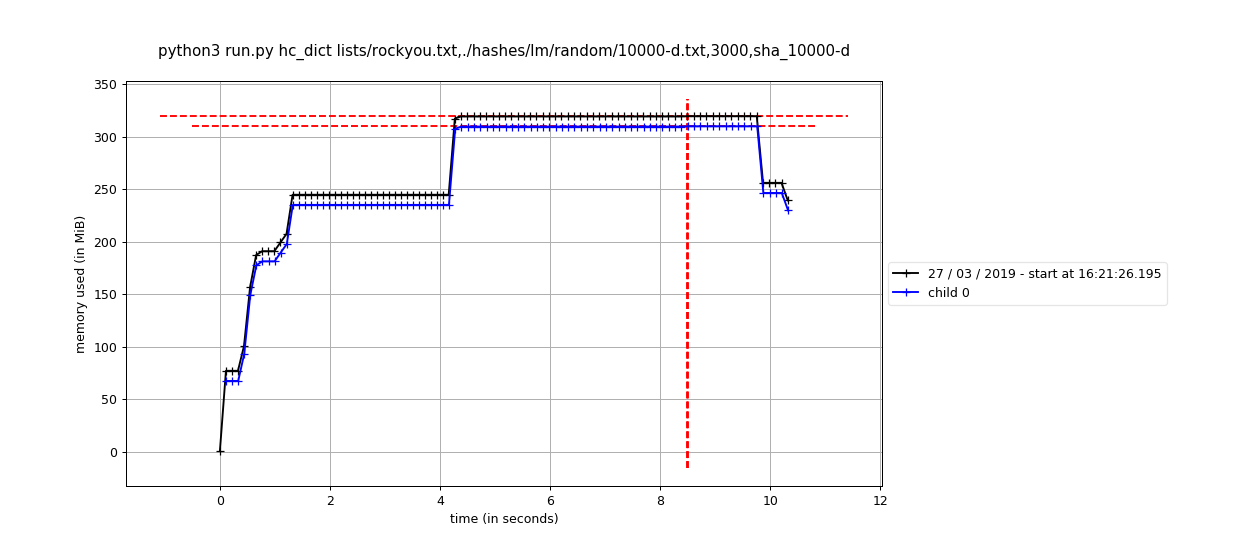 python3 run.py hc_dict lists/rockyou.txt,./hashes/lm/random/10000-d.txt,3000,sha_10000-d
350
300
250
200
150
100
50
0
memory used (in MiB)
0 2 4 6 8 10 12
time (in seconds)
27 / 03 / 2019 - start at 16:21:26.195
child 0